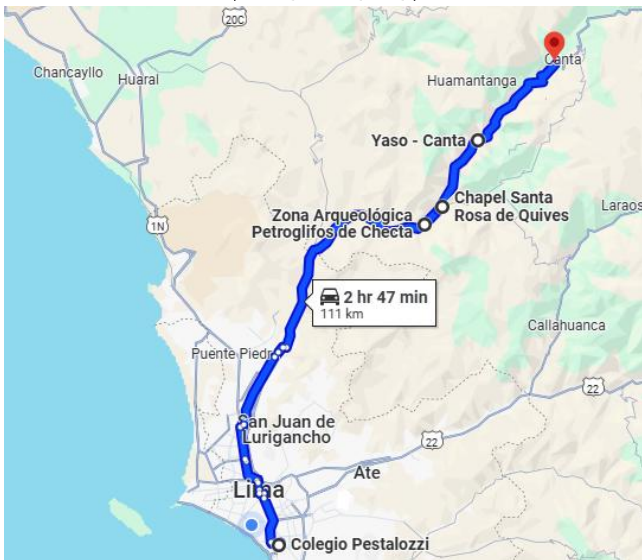 20C
Chancayllo
Huaral
Canta
Huamantanga
Yaso - Canta
Chapel Santa
Rosa de Quives
Laraos
Zona Arqueológica
Petroglifos de Checta
1N
2 hr 47 min
111 km
Callahuanca
Puente Piedr
22
San Juan de
Lurigancho
22
Ate
Lima
Colegio Pestalozzi